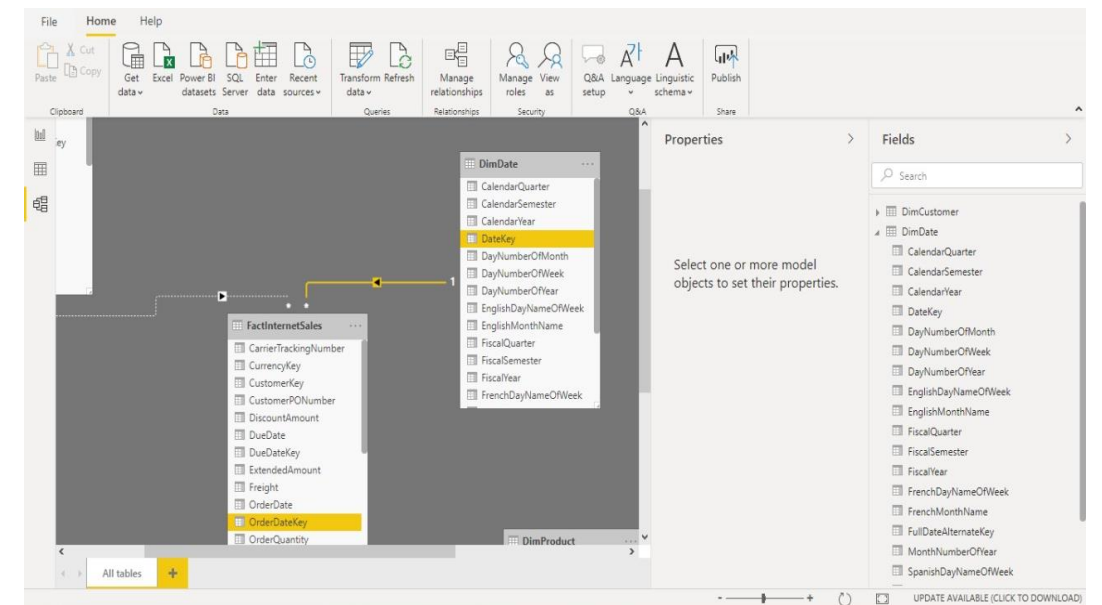 File Home Help
Paste Cut
Copy
Get data Excel Power BI datasets SQL Server Enter data Recent sources Transform data Refresh Manage relationships Manage roles View as Q&A setup Language Linguistic schema Publish
Clipboard Data Queries Relationships Security Q&A Share
ey
DimDate ...
CalendarQuarter
CalendarSemester
CalendarYear
DateKey
DayNumberOfMonth
DayNumberOfWeek
DayNumberOfYear
EnglishDayNameOfWeek
EnglishMonthName
FiscalQuarter
FiscalSemester
FiscalYear
FrenchDayNameOfWeek
1
* *
FactInternetSales ...
CarrierTrackingNumber
CurrencyKey
CustomerKey
CustomerPONumber
DiscountAmount
DueDate
DueDateKey
ExtendedAmount
Freight
OrderDate
OrderDateKey
OrderQuantity
DimProduct ...
All tables +
Properties
Select one or more model
objects to set their properties.
Fields
Search
DimCustomer
DimDate
CalendarQuarter
CalendarSemester
CalendarYear
DateKey
DayNumberOfMonth
DayNumberOfWeek
DayNumberOfYear
EnglishDayNameOfWeek
EnglishMonthName
FiscalQuarter
FiscalSemester
FiscalYear
FrenchDayNameOfWeek
FrenchMonthName
FullDateAlternateKey
MonthNumberOfYear
SpanishDayNameOfWeek
- + UPDATE AVAILABLE (CLICK TO DOWNLOAD)